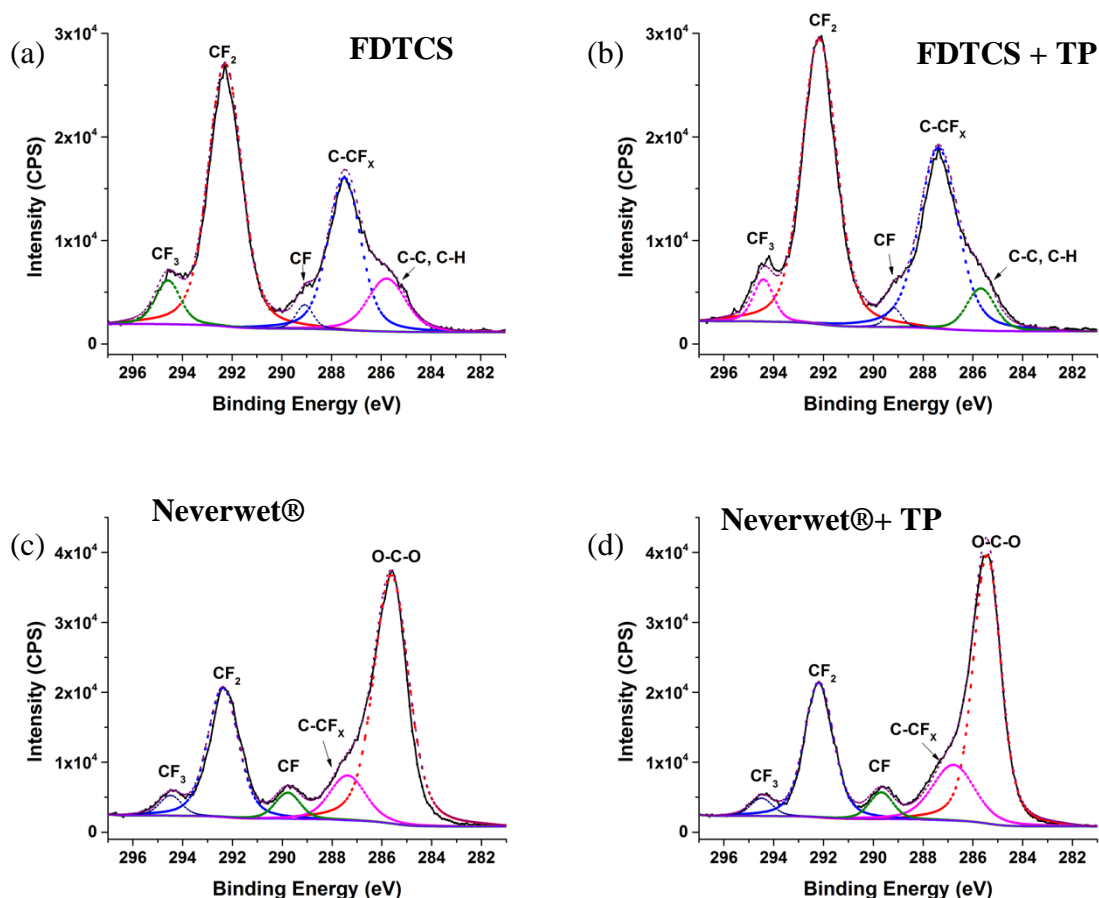 (a)
FDTCS
CF2
C-CFX
CF3
CF
C-C, C-H
3x10^4
2x10^4
1x10^4
0
Intensity (CPS)
296 294 292 290 288 286 284 282
Binding Energy (eV)
(b)
FDTCS + TP
CF2
C-CFX
CF3
CF
C-C, C-H
3x10^4
2x10^4
1x10^4
0
Intensity (CPS)
296 294 292 290 288 286 284 282
Binding Energy (eV)
(c)
Neverwet®
O-C-O
CF2
C-CFX
CF3
CF
4x10^4
3x10^4
2x10^4
1x10^4
0
Intensity (CPS)
296 294 292 290 288 286 284 282
Binding Energy (eV)
(d)
Neverwet®+ TP
O-C-O
CF2
C-CFX
CF3
CF
4x10^4
3x10^4
2x10^4
1x10^4
0
Intensity (CPS)
296 294 292 290 288 286 284 282
Binding Energy (eV)